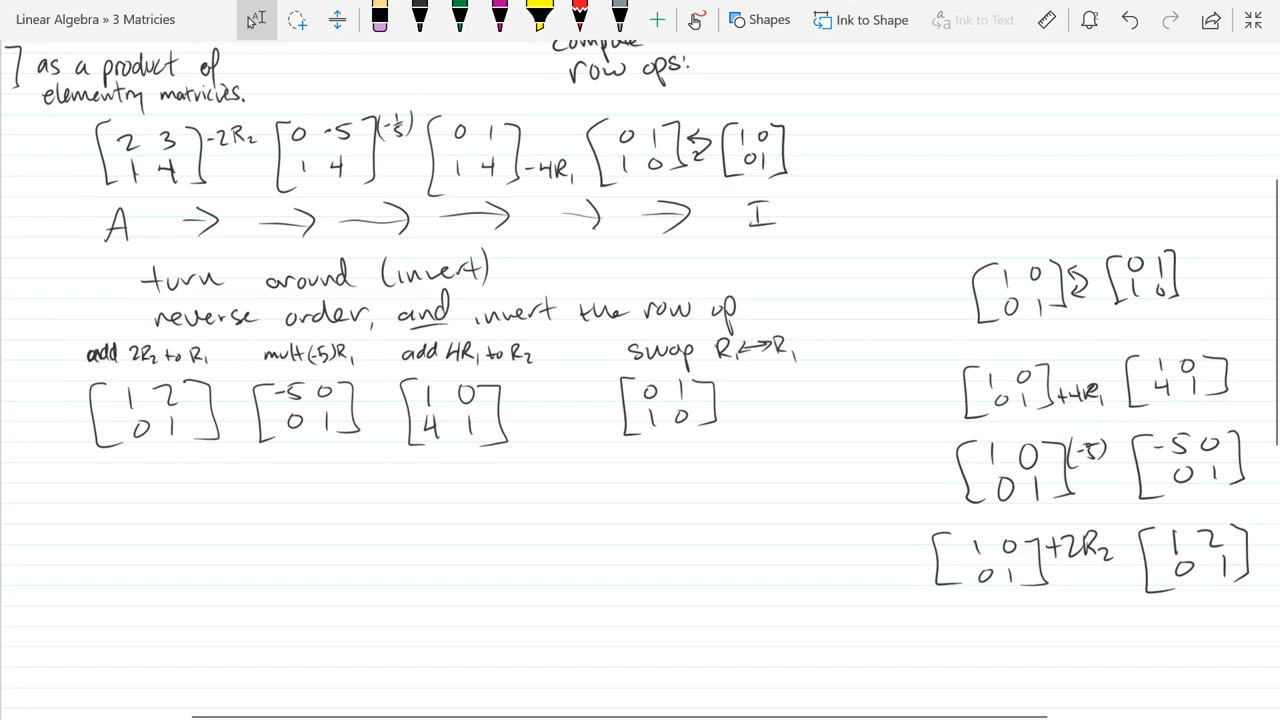 Linear Algebra » 3 Matricies
Shapes
Ink to Shape
Ink to Text
compute
row ops:
] as a product of
elementry matricies.
[2 3
1 4] -2R₂ [0 -5
1 4] (-1/5) [0 1
1 4] -4R₁ [0 1
1 0] ↔ [1 0
0 1]
A → → → → → → I
turn around (invert)
reverse order, and invert the row op
add 2R₂ to R₁ mult(-5)R₁ add 4R₁ to R₂ swap R₁↔R₁
[1 2
0 1] [-5 0
0 1] [1 0
4 1] [0 1
1 0]
[1 0
0 1] ↔ [0 1
1 0]
[1 0
0 1] +4R₁ [1 0
4 1]
[1 0
0 1] (-5) [-5 0
0 1]
[1 0
0 1] +2R₂ [1 2
0 1]